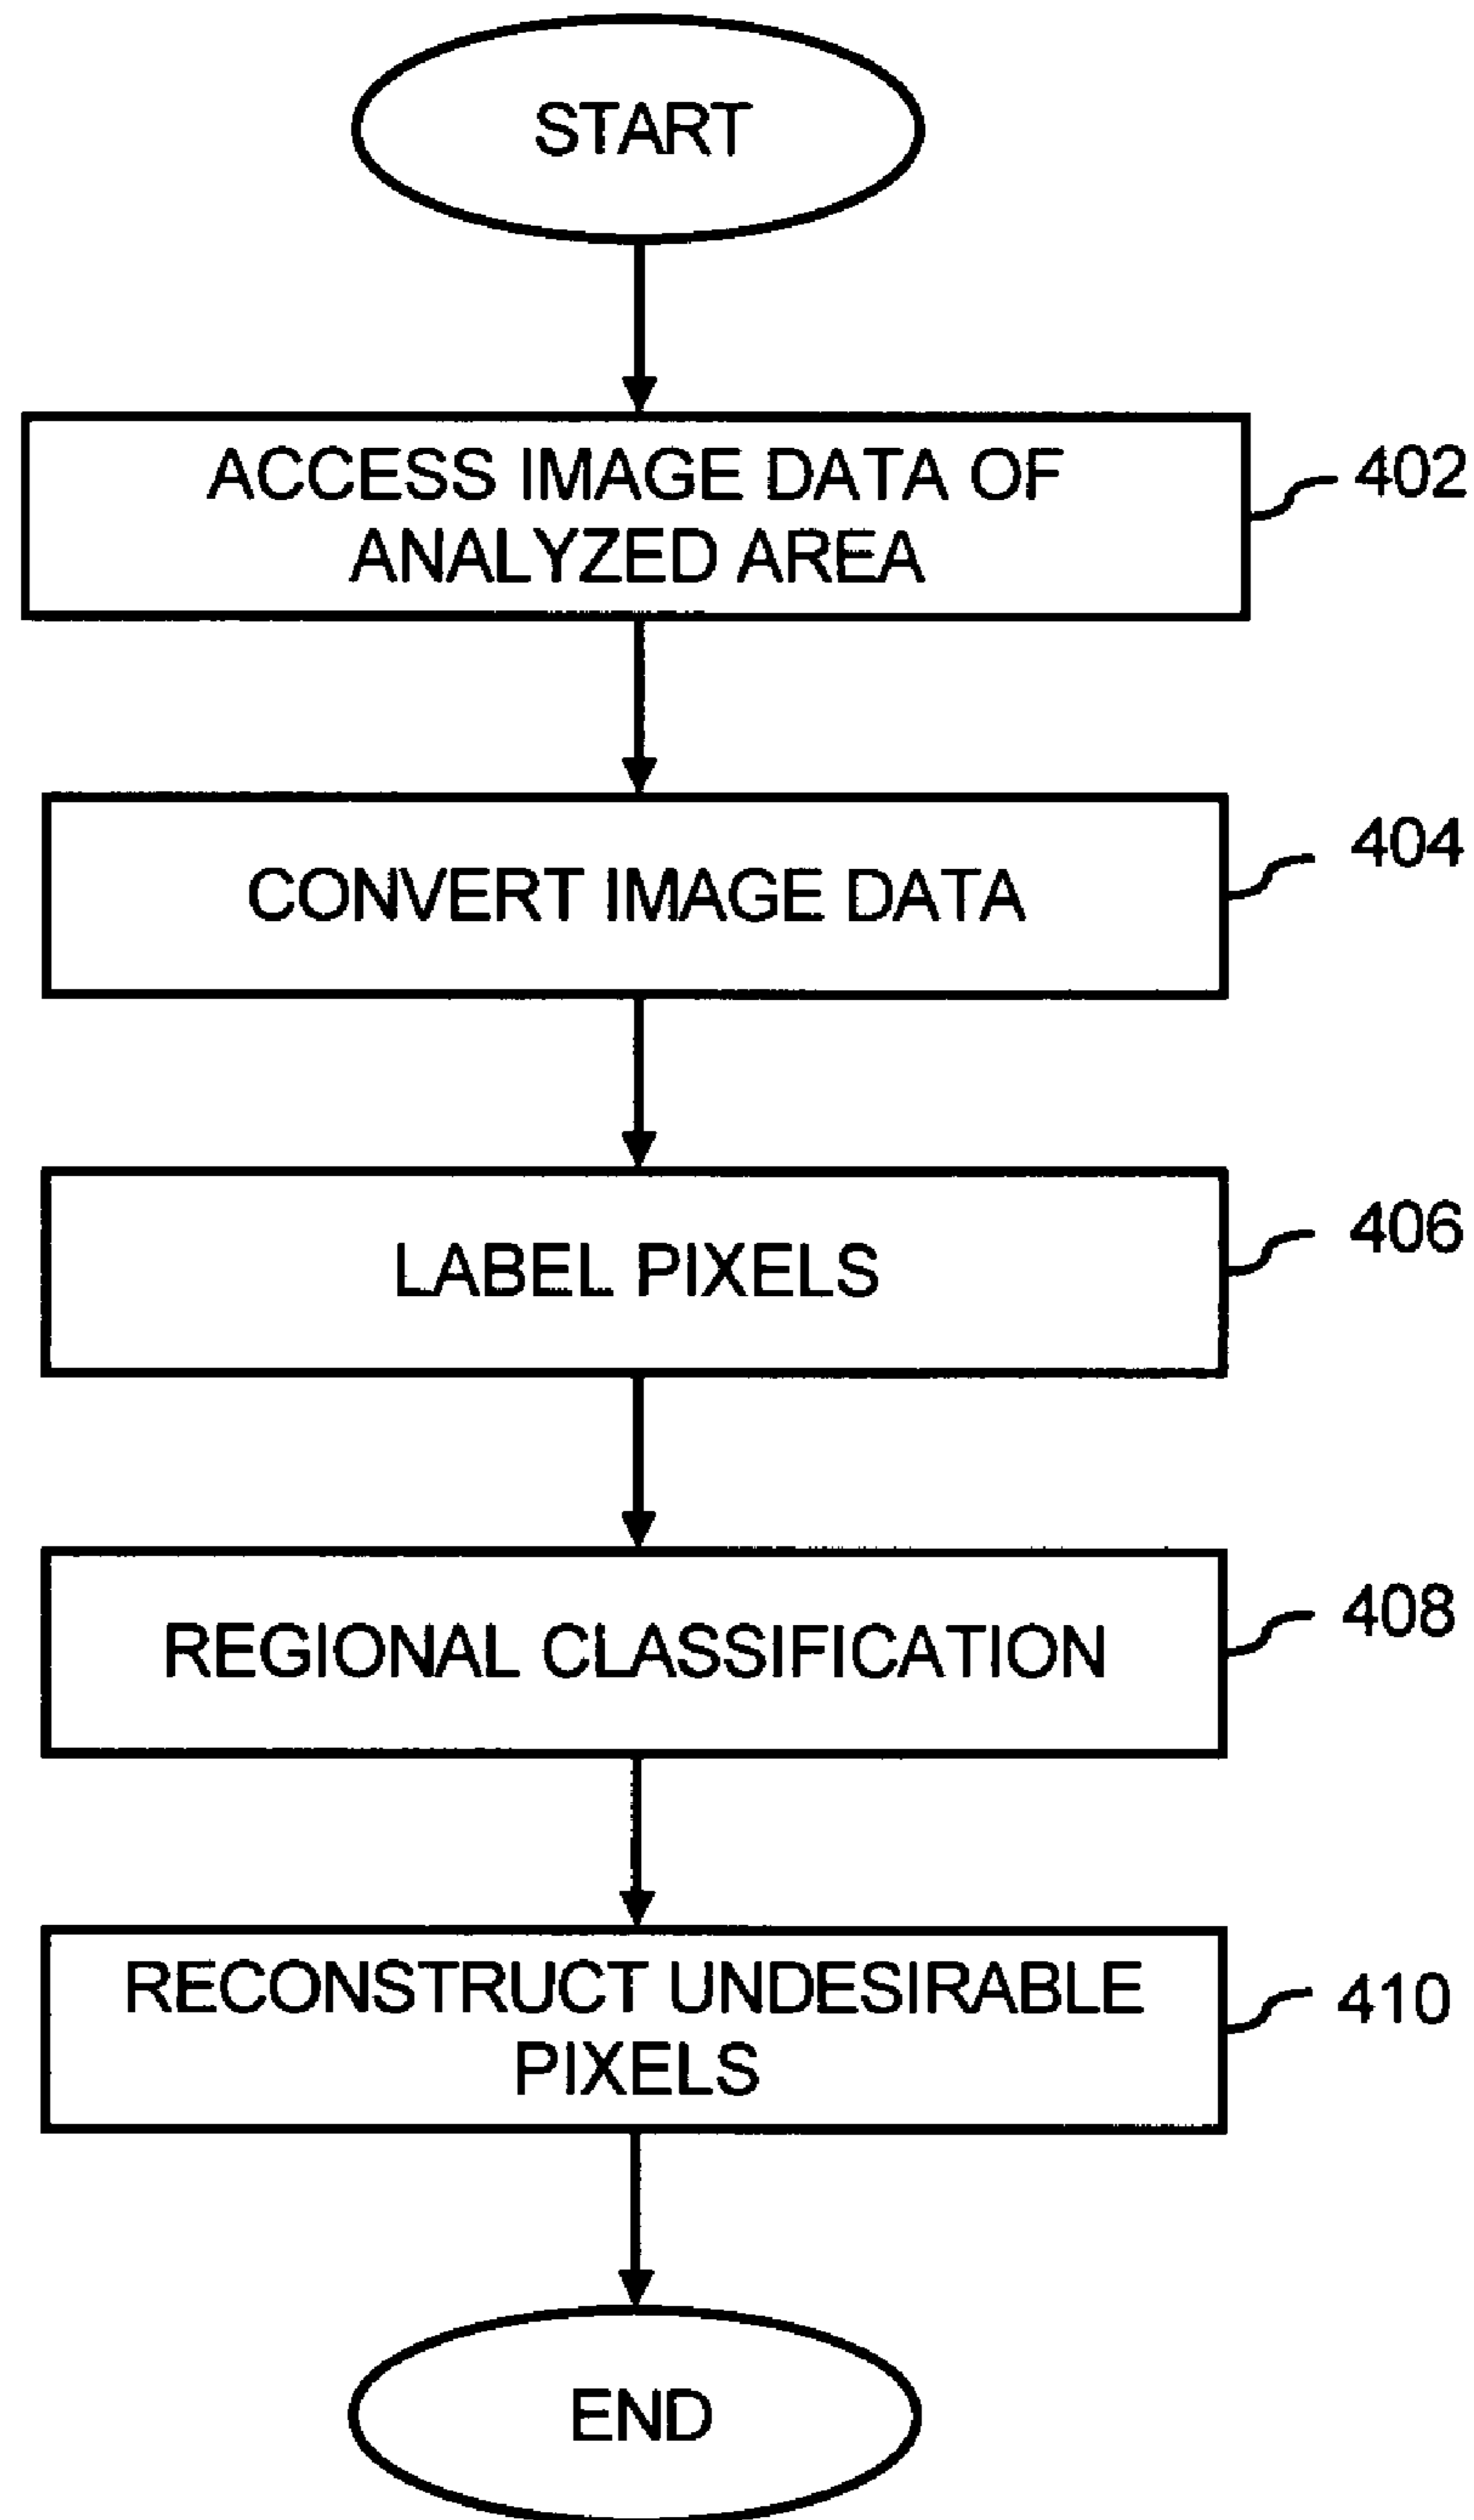 START
ACCESS IMAGE DATA OF
ANALYZED AREA
402
CONVERT IMAGE DATA
404
LABEL PIXELS
406
REGIONAL CLASSIFICATION
408
RECONSTRUCT UNDESIRABLE
PIXELS
410
END